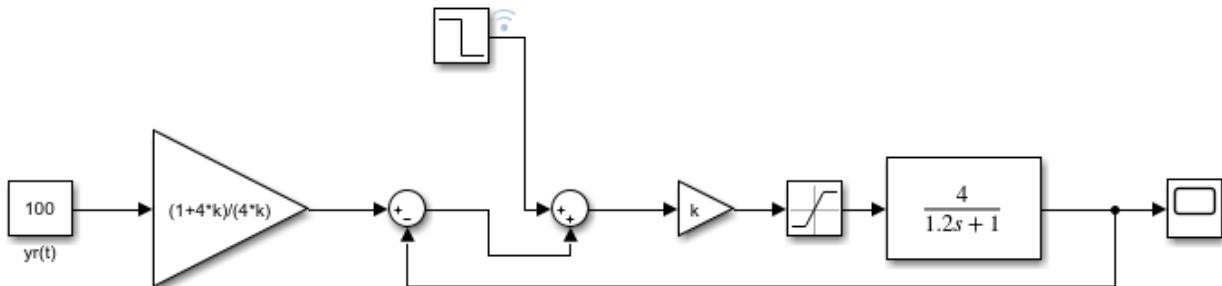 100
yr(t)
(1+4*k)/(4*k)
+
−
+
+
k
4
1.2s + 1